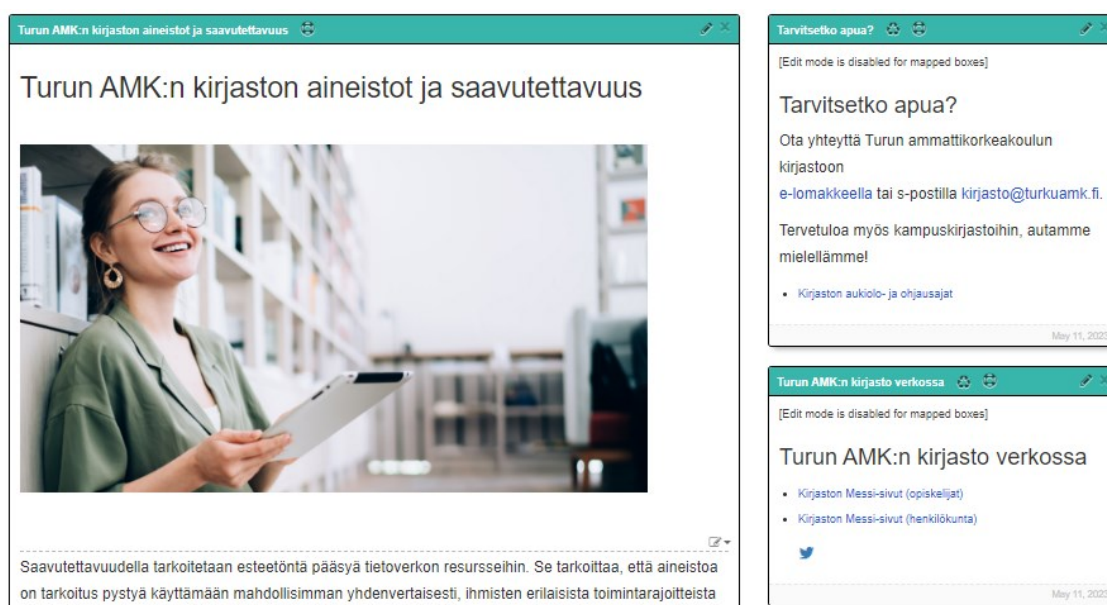 Turun AMK:n kirjaston aineistot ja saavutettavuus
Turun AMK:n kirjaston aineistot ja saavutettavuus
Saavutettavuudella tarkoitetaan esteetöntä pääsyä tietoverkon resursseihin. Se tarkoittaa, että aineistoa
on tarkoitus pystyä käyttämään mahdollisimman yhdenvertaisesti, ihmisten erilaisista toimintarajoitteista
Tarvitsetko apua?
[Edit mode is disabled for mapped boxes]
Tarvitsetko apua?
Ota yhteyttä Turun ammattikorkeakoulun
kirjastoon
e-lomakkeella tai s-postilla kirjasto@turkuamk.fi.
Tervetuloa myös kampuskirjastoihin, autamme
mielellämme!
• Kirjaston aukiolo- ja ohjausajat
May 11, 2023
Turun AMK:n kirjasto verkossa
[Edit mode is disabled for mapped boxes]
Turun AMK:n kirjasto verkossa
• Kirjaston Messi-sivut (opiskelijat)
• Kirjaston Messi-sivut (henkilökunta)
May 11, 2023